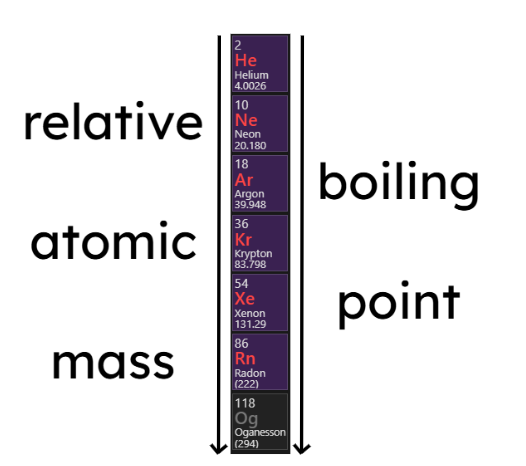 relative
atomic
mass
2
He
Helium
4.0026
10
Ne
Neon
20.180
18
Ar
Argon
39.948
36
Kr
Krypton
83.798
54
Xe
Xenon
131.29
86
Rn
Radon
(222)
118
Og
Oganesson
(294)
boiling
point